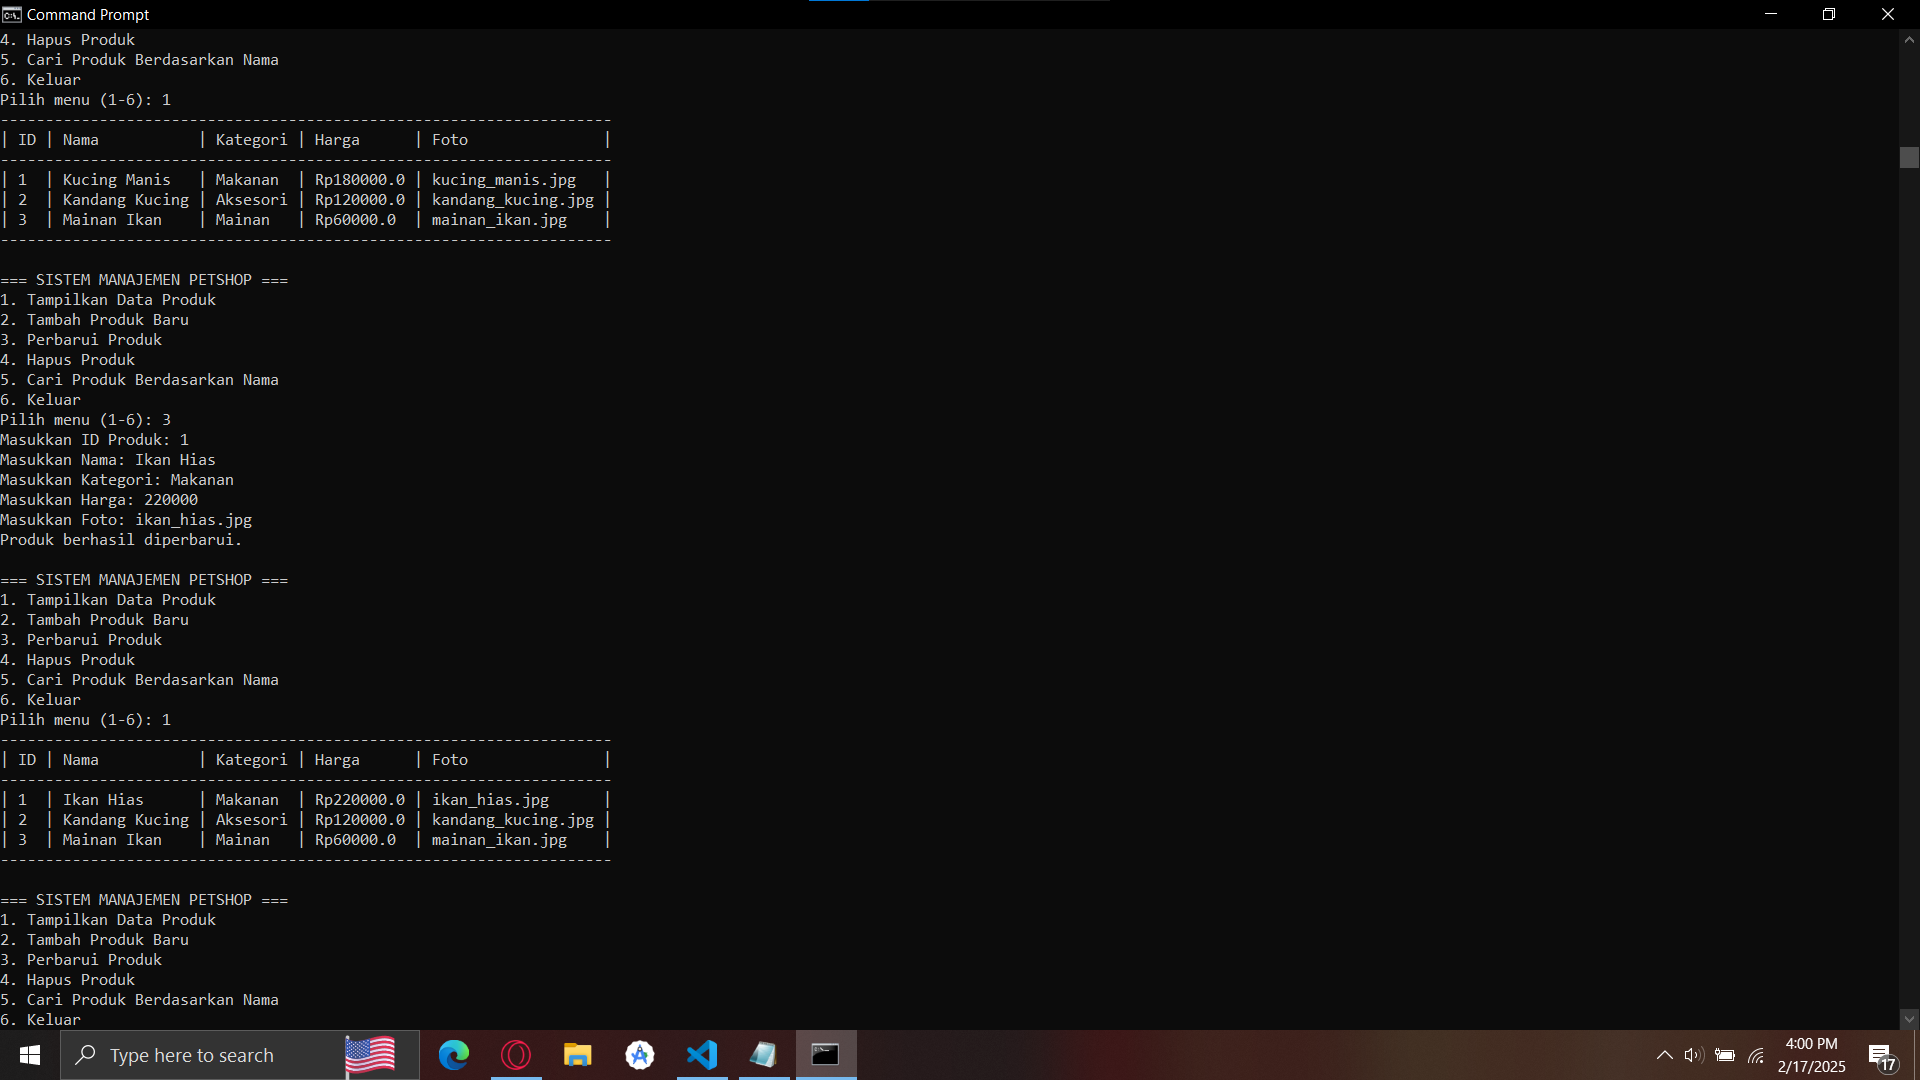 Command Prompt
4. Hapus Produk
5. Cari Produk Berdasarkan Nama
6. Keluar
Pilih menu (1-6): 1
--------------------------------------------------------------------
| ID | Nama           | Kategori | Harga      | Foto               |
--------------------------------------------------------------------
| 1  | Kucing Manis   | Makanan  | Rp180000.0 | kucing_manis.jpg   |
| 2  | Kandang Kucing | Aksesori | Rp120000.0 | kandang_kucing.jpg |
| 3  | Mainan Ikan    | Mainan   | Rp60000.0  | mainan_ikan.jpg    |
--------------------------------------------------------------------
=== SISTEM MANAJEMEN PETSHOP ===
1. Tampilkan Data Produk
2. Tambah Produk Baru
3. Perbarui Produk
4. Hapus Produk
5. Cari Produk Berdasarkan Nama
6. Keluar
Pilih menu (1-6): 3
Masukkan ID Produk: 1
Masukkan Nama: Ikan Hias
Masukkan Kategori: Makanan
Masukkan Harga: 220000
Masukkan Foto: ikan_hias.jpg
Produk berhasil diperbarui.
=== SISTEM MANAJEMEN PETSHOP ===
1. Tampilkan Data Produk
2. Tambah Produk Baru
3. Perbarui Produk
4. Hapus Produk
5. Cari Produk Berdasarkan Nama
6. Keluar
Pilih menu (1-6): 1
--------------------------------------------------------------------
| ID | Nama           | Kategori | Harga      | Foto               |
--------------------------------------------------------------------
| 1  | Ikan Hias      | Makanan  | Rp220000.0 | ikan_hias.jpg      |
| 2  | Kandang Kucing | Aksesori | Rp120000.0 | kandang_kucing.jpg |
| 3  | Mainan Ikan    | Mainan   | Rp60000.0  | mainan_ikan.jpg    |
--------------------------------------------------------------------
=== SISTEM MANAJEMEN PETSHOP ===
1. Tampilkan Data Produk
2. Tambah Produk Baru
3. Perbarui Produk
4. Hapus Produk
5. Cari Produk Berdasarkan Nama
6. Keluar
Type here to search
4:00 PM
2/17/2025
17